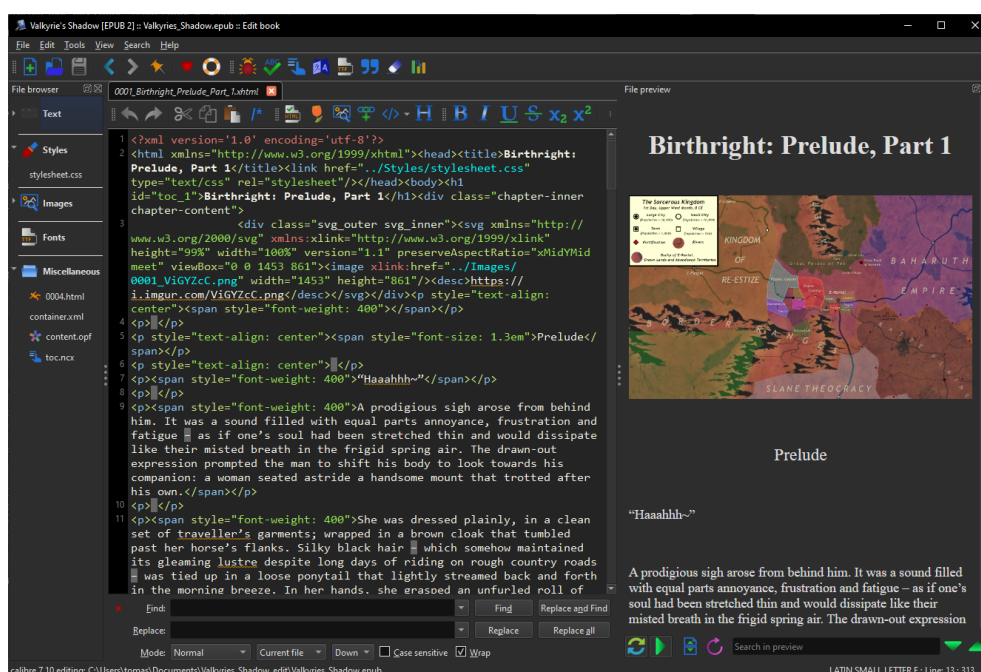 Valkyrie's Shadow [EPUB 2] :: Valkyries_Shadow.epub :: Edit book
File Edit Tools View Search Help
File browser
Text
Styles
stylesheet.css
Images
Fonts
Miscellaneous
0004.html
container.xml
content.opf
toc.ncx
0001_Birthright_Prelude_Part_1.xhtml
1 <?xml version='1.0' encoding='utf-8'?>
2 <html xmlns="http://www.w3.org/1999/xhtml"><head><title>Birthright:
Prelude, Part 1</title><link href="../Styles/stylesheet.css"
type="text/css" rel="stylesheet"/></head><body><h1
id="toc_1">Birthright: Prelude, Part 1</h1><div class="chapter-inner
chapter-content">
3 <div class="svg_outer svg_inner"><svg xmlns="http://
www.w3.org/2000/svg" xmlns:xlink="http://www.w3.org/1999/xlink"
height="99%" width="100%" version="1.1" preserveAspectRatio="xMidYMid
meet" viewBox="0 0 1453 861"><image xlink:href="../Images/
0001_ViGYZcC.png" width="1453" height="861"/><desc>https://
i.imgur.com/ViGYZcC.png</desc></svg></div><p style="text-align:
center"><span style="font-weight: 400"></span></p>
4 <p> </p>
5 <p style="text-align: center"><span style="font-size: 1.3em">Prelude</
span></p>
6 <p style="text-align: center"> </p>
7 <p><span style="font-weight: 400">“Haaahhh~”</span></p>
8 <p> </p>
9 <p><span style="font-weight: 400">A prodigious sigh arose from behind
him. It was a sound filled with equal parts annoyance, frustration and
fatigue – as if one’s soul had been stretched thin and would dissipate
like their misted breath in the frigid spring air. The drawn-out
expression prompted the man to shift his body to look towards his
companion: a woman seated astride a handsome mount that trotted after
his own.</span></p>
10 <p> </p>
11 <p><span style="font-weight: 400">She was dressed plainly, in a clean
set of traveller’s garments; wrapped in a brown cloak that tumbled
past her horse’s flanks. Silky black hair – which somehow maintained
its gleaming lustre despite long days of riding on rough country roads
– was tied up in a loose ponytail that lightly streamed back and forth
in the morning breeze. In her hands, she grasped an unfurled roll of
Find:
Find
Replace and Find
Replace:
Replace
Replace all
Mode: Normal
Current file
Down
Case sensitive
Wrap
File preview
Birthright: Prelude, Part 1
The Sorcerous Kingdom
Large City
Small City
Town
Village
Fortification
Rivers
KINGDOM
OF
RE-ESTIZE
BAHARUTH
EMPIRE
BORDER RANGE
SLANE THEOCRACY
Prelude
“Haaahhh~”
A prodigious sigh arose from behind him. It was a sound filled
with equal parts annoyance, frustration and fatigue – as if one’s
soul had been stretched thin and would dissipate like their
misted breath in the frigid spring air. The drawn-out expression
Search in preview
calibre 7.10 editing: C:\Users\tomas\Documents\Valkyries_Shadow_edit\Valkyries_Shadow.epub
LATIN SMALL LETTER E : Line: 13 : 313